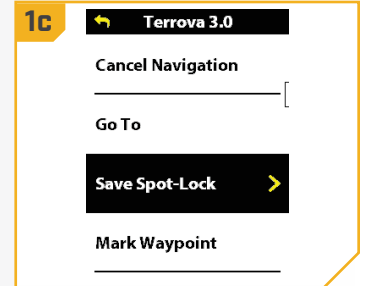 1c
Terrova 3.0
Cancel Navigation
Go To
Save Spot-Lock
Mark Waypoint